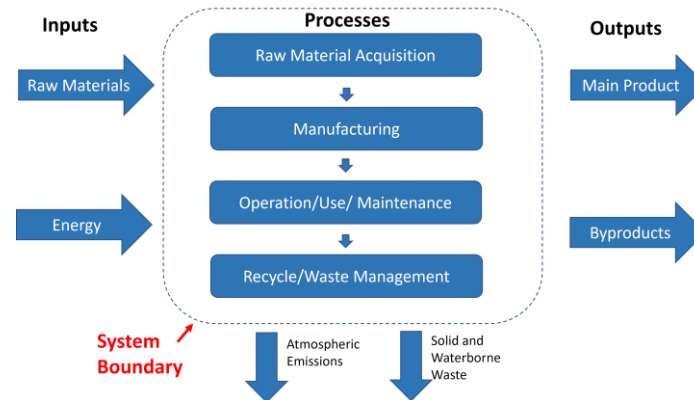 Inputs
Processes
Outputs
Raw Materials
Raw Material Acquisition
Main Product
Manufacturing
Energy
Operation/Use/ Maintenance
Byproducts
Recycle/Waste Management
System
Boundary
Atmospheric
Emissions
Solid and
Waterborne
Waste